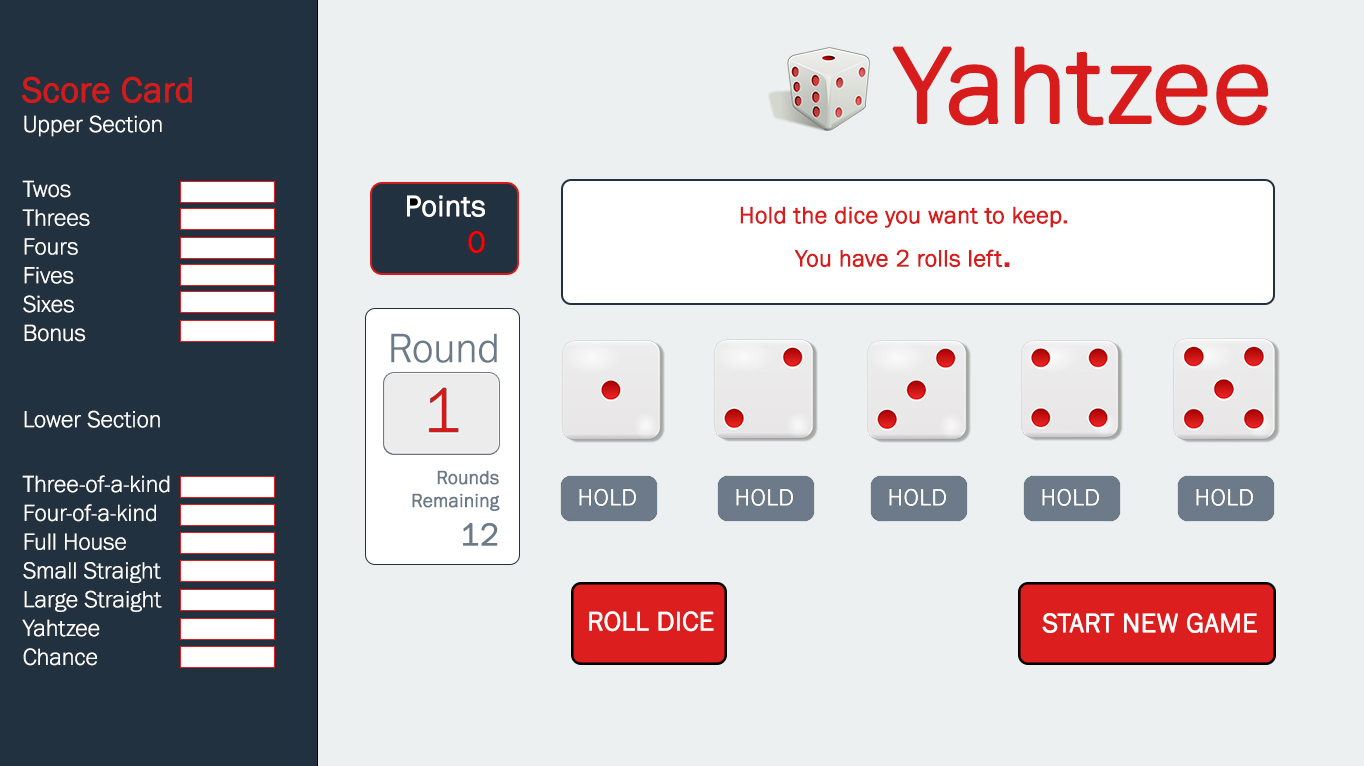 Score Card
Upper Section
Twos
Threes
Fours
Fives
Sixes
Bonus
Lower Section
Three-of-a-kind
Four-of-a-kind
Full House
Small Straight
Large Straight
Yahtzee
Chance
Yahtzee
Points
0
Hold the dice you want to keep.
You have 2 rolls left.
Round
1
Rounds
Remaining
12
HOLD HOLD HOLD HOLD HOLD
ROLL DICE START NEW GAME